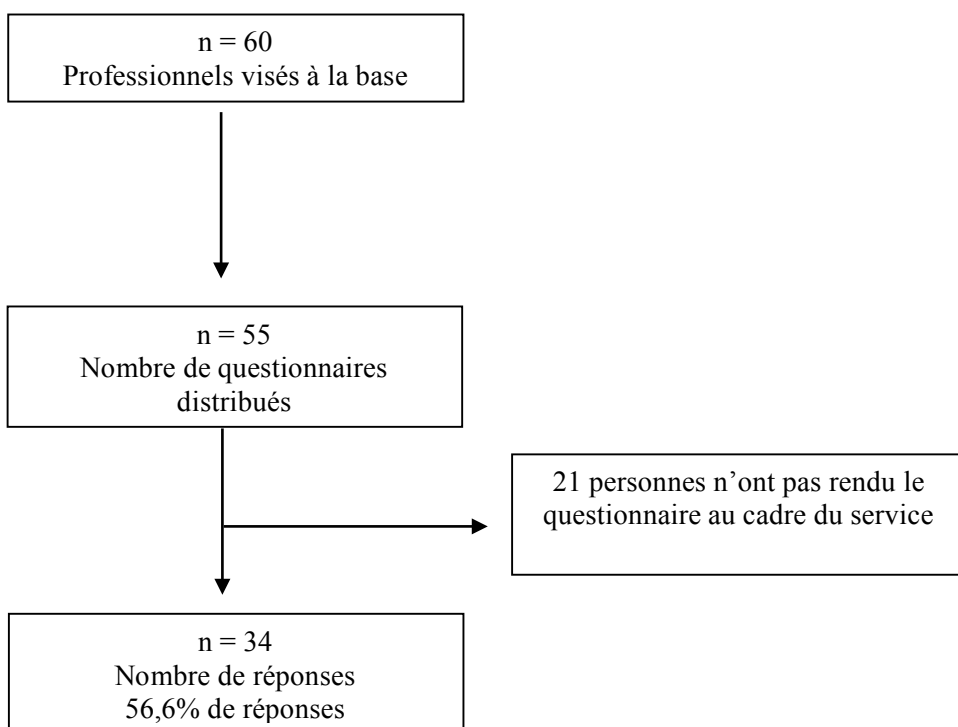 n = 60
Professionnels visés à la base
n = 55
Nombre de questionnaires
distribués
21 personnes n’ont pas rendu le
questionnaire au cadre du service
n = 34
Nombre de réponses
56,6% de réponses